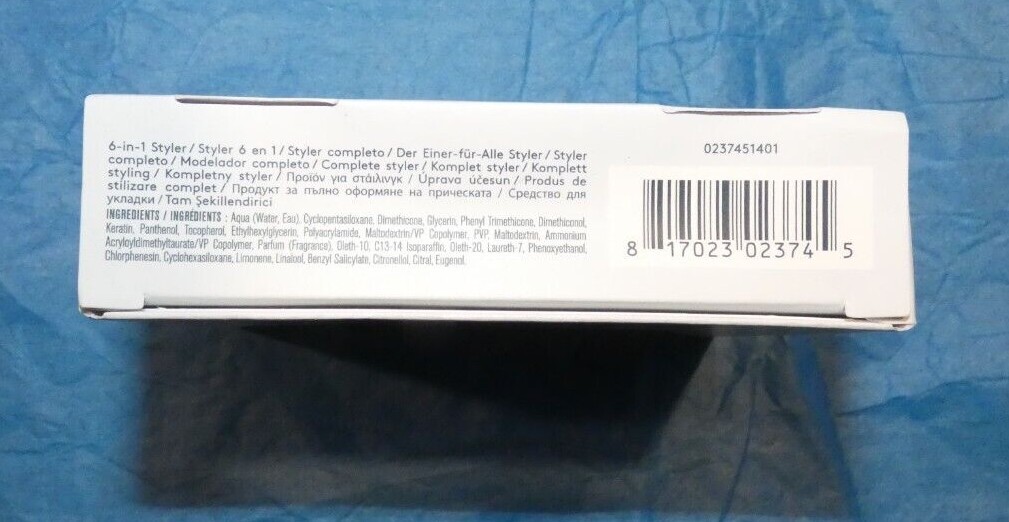 6-in-1 Styler / Styler 6 en 1 / Styler completo / Der Einer-für-Alle Styler / Styler
completo / Modelador completo / Complete styler / Komplet styler / Komplett
styling / Kompletny styler / Προϊόν για στάιλινγκ / Úprava účesun / Produs de
stilizare complet / Продукт за пълно оформяне на прическата / Средство для
укладки / Tam Şekillendirici
INGREDIENTS / INGRÉDIENTS : Aqua (Water, Eau), Cyclopentasiloxane, Dimethicone, Glycerin, Phenyl Trimethicone, Dimethiconol,
Keratin, Panthenol, Tocopherol, Ethylhexylglycerin, Polyacrylamide, Maltodextrin/VP Copolymer, PVP, Maltodextrin, Ammonium
Acryloyldimethyltaurate/VP Copolymer, Parfum (Fragrance), Oleth-10, C13-14 Isoparaffin, Oleth-20, Laureth-7, Phenoxyethanol,
Chlorphenesin, Cyclohexasiloxane, Limonene, Linalool, Benzyl Salicylate, Citronellol, Citral, Eugenol.
0237451401
8 17023 02374 5